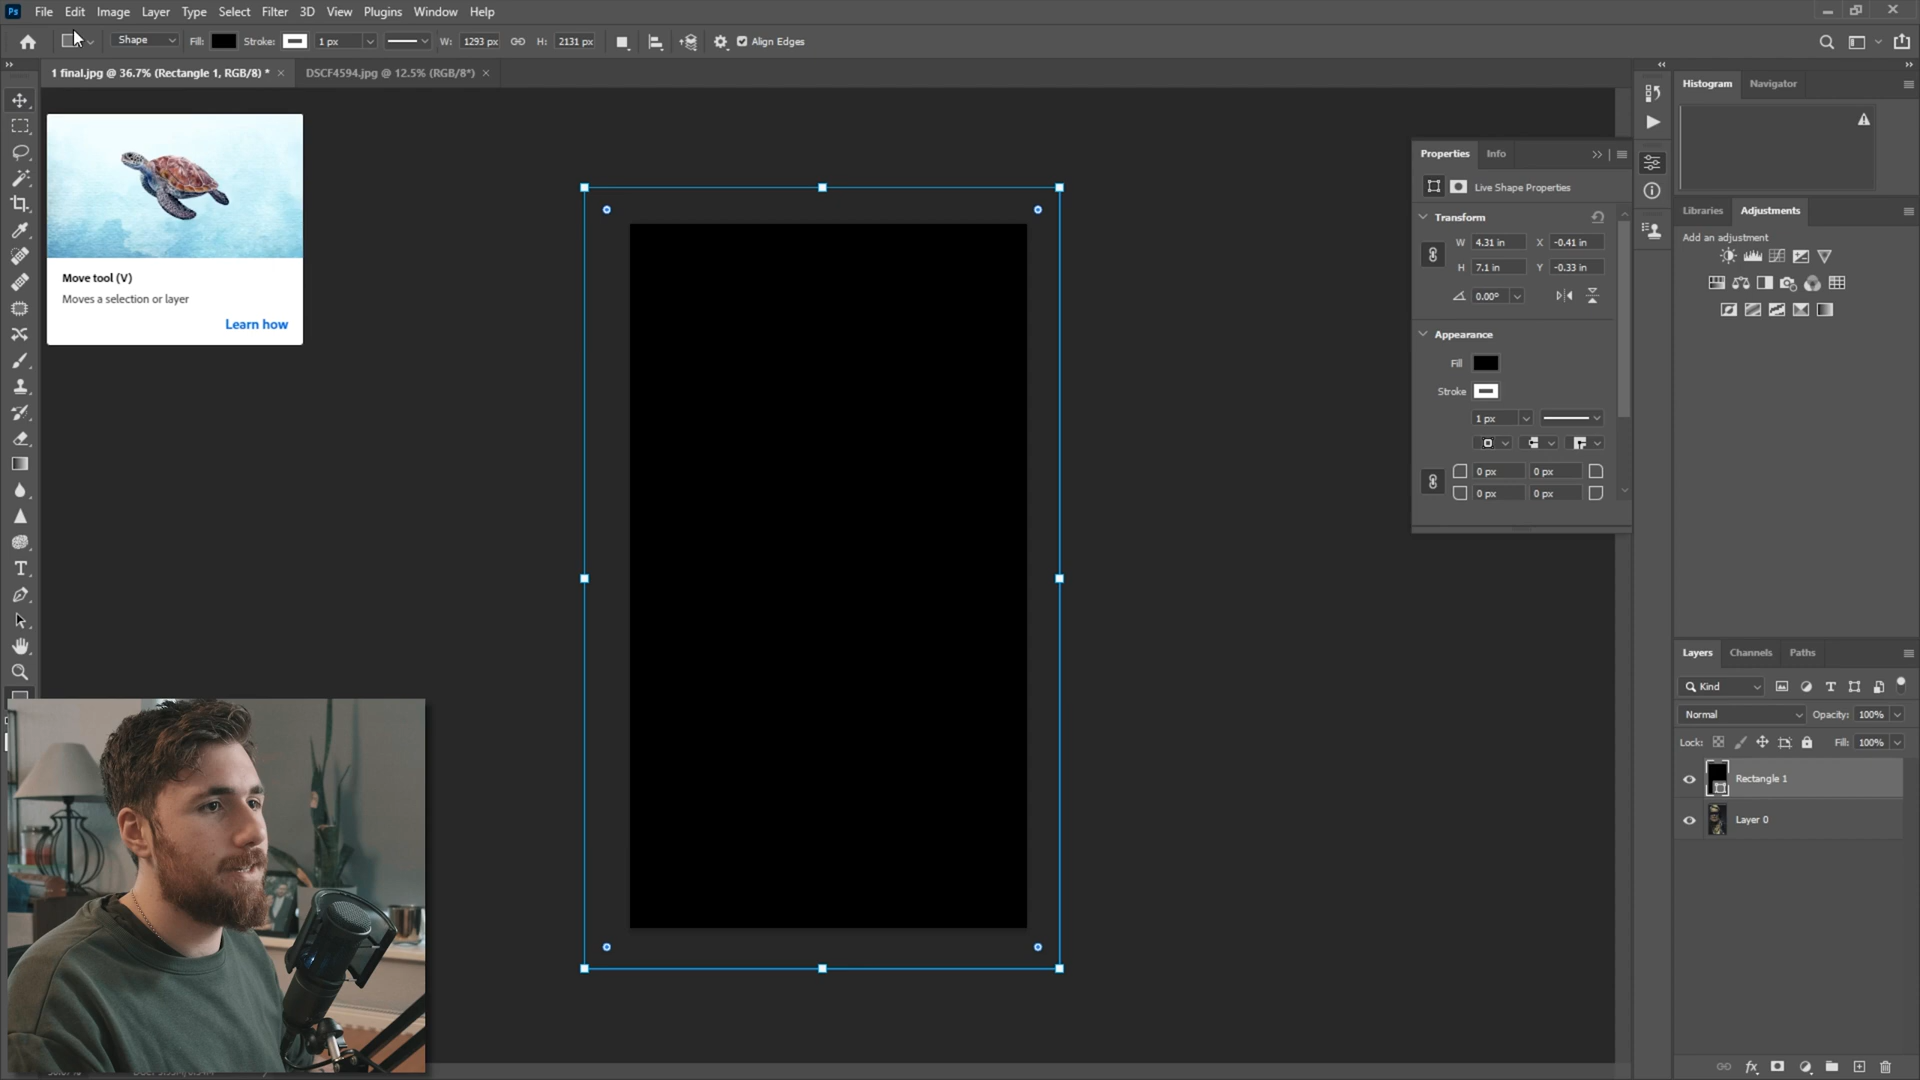 Ps File Edit Image Layer Type Select Filter 3D View Plugins Window Help
Shape Fill: Stroke: 1 px W: 1293 px H: 2131 px Align Edges
1 final.jpg @ 36.7% (Rectangle 1, RGB/8) * × DSCF4594.jpg @ 12.5% (RGB/8*) ×
Move tool (V)
Moves a selection or layer
Learn how
Properties Info
Live Shape Properties
Transform
W 4.31 in X -0.41 in
H 7.1 in Y -0.33 in
0.00°
Appearance
Fill
Stroke
1 px
0 px 0 px
0 px 0 px
Histogram Navigator
Libraries Adjustments
Add an adjustment
Layers Channels Paths
Kind
Normal Opacity: 100%
Lock: Fill: 100%
Rectangle 1
Layer 0
fx